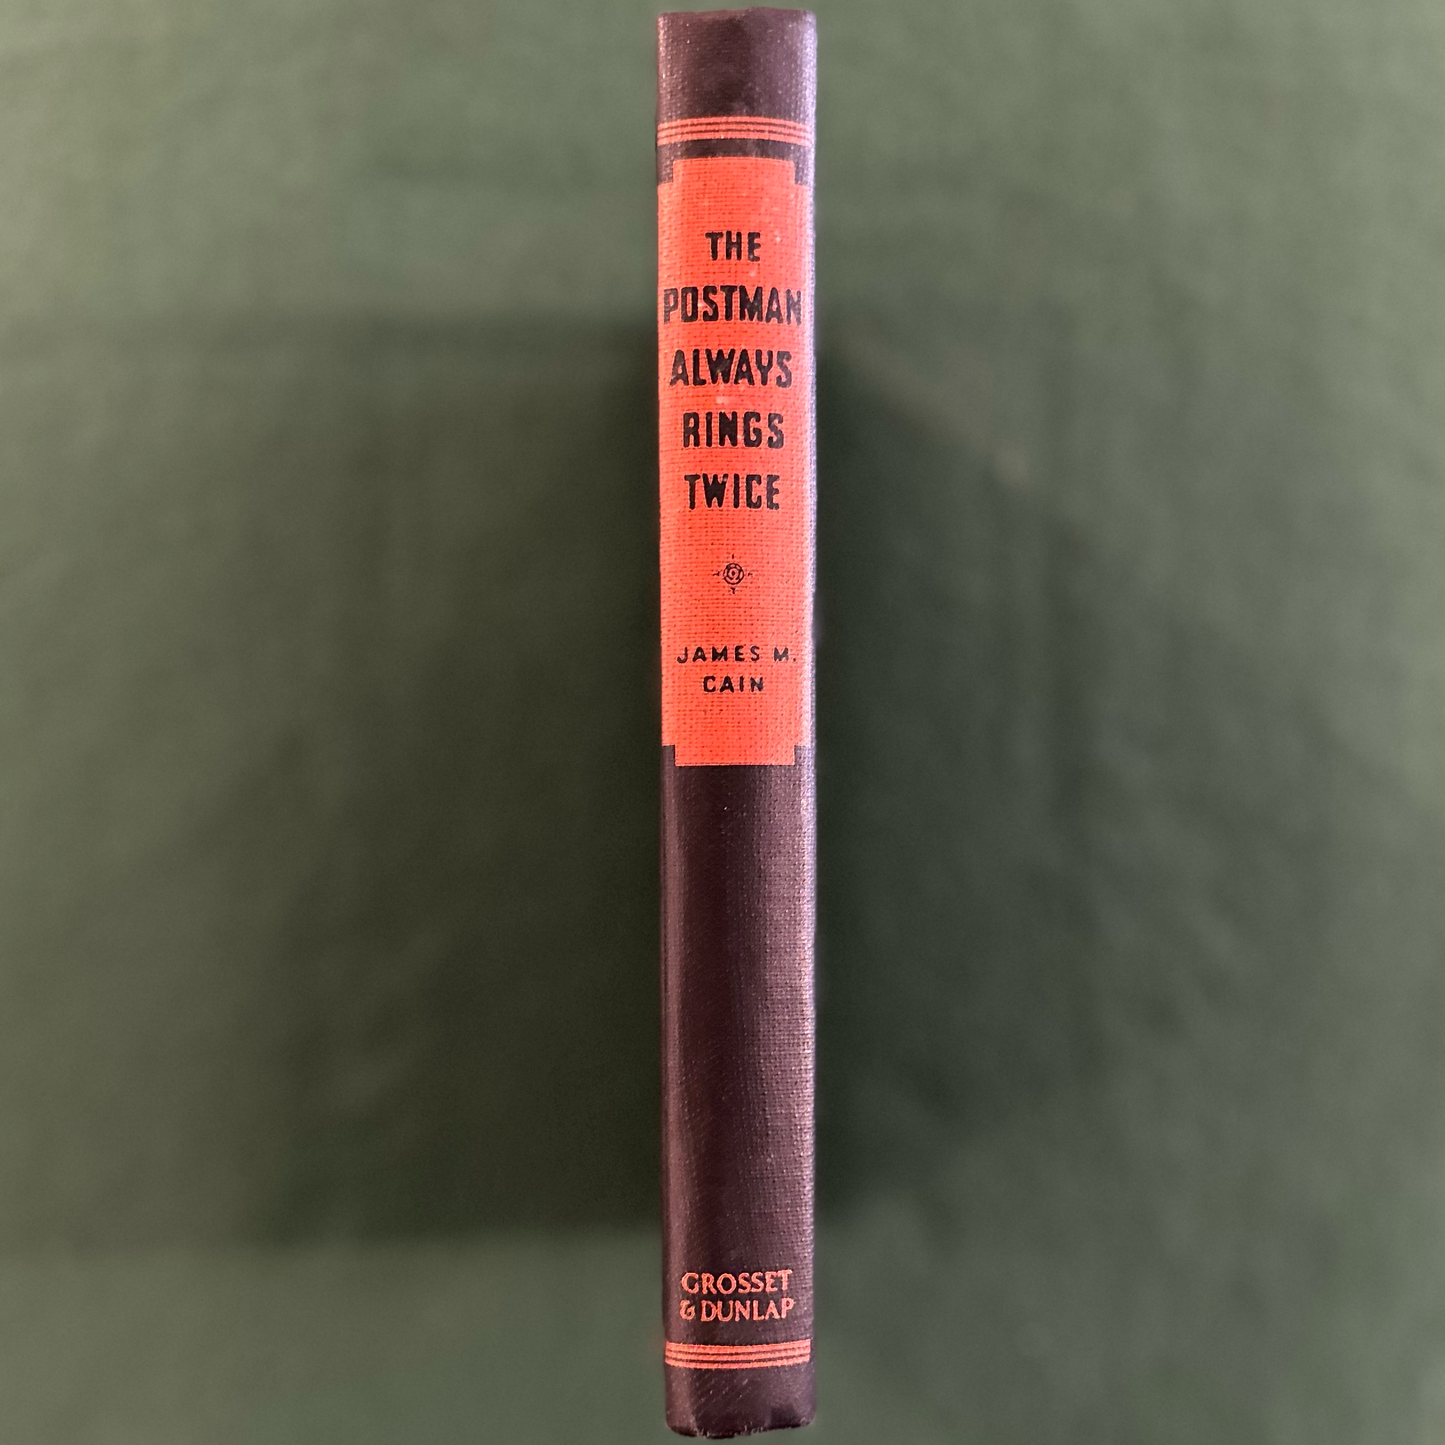 THE
POSTMAN
ALWAYS
RINGS
TWICE
JAMES M.
CAIN
GROSSET
& DUNLAP